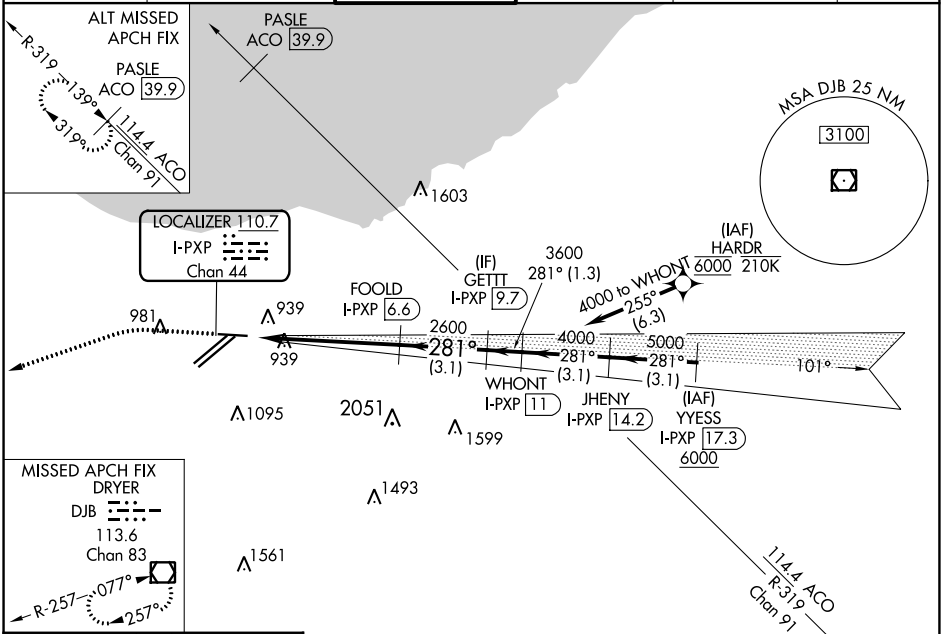 ALT MISSED
APCH FIX
PASLE
ACO 39.9
R-319
139°
319°
114.4 ACO
Chan 91
PASLE
ACO 39.9
MSA DJB 25 NM
3100
1603
LOCALIZER 110.7
I-PXP
Chan 44
(IAF)
HARDR
6000 210K
4000 to WHONT
255°
(6.3)
3600
281° (1.3)
(IF)
GETTT
I-PXP 9.7
FOOLD
I-PXP 6.6
981
939
939
2600
281°
(3.1)
4000
281°
(3.1)
5000
281°
(3.1)
101°
WHONT
I-PXP 11
JHENY
I-PXP 14.2
(IAF)
YYESS
I-PXP 17.3
6000
1095
2051
1599
1493
1561
MISSED APCH FIX
DRYER
DJB
113.6
Chan 83
R-257
077°
257°
114.4 ACO
R-319
Chan 91